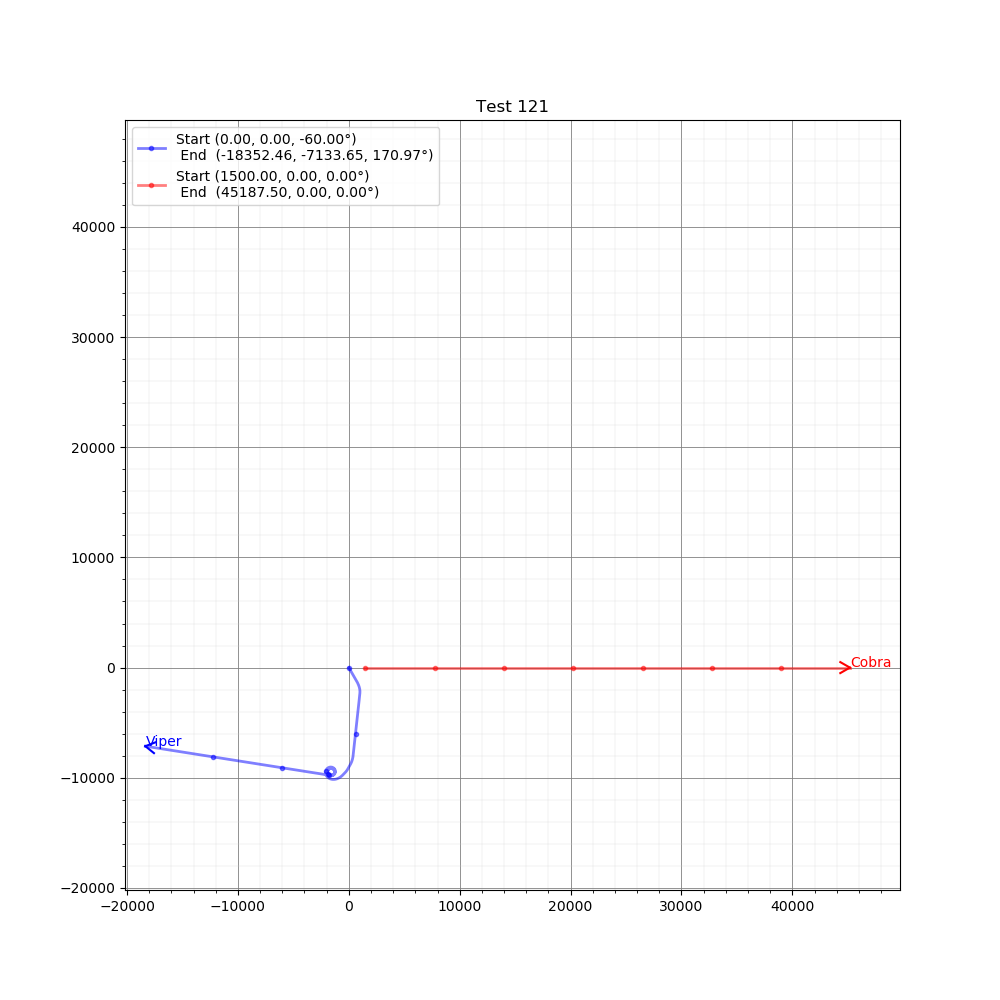 Test 121
Start (0.00, 0.00, -60.00°)
End (-18352.46, -7133.65, 170.97°)
Start (1500.00, 0.00, 0.00°)
End (45187.50, 0.00, 0.00°)
40000
30000
20000
10000
0
−10000
−20000
Cobra
Viper
−20000
−10000
0
10000
20000
30000
40000